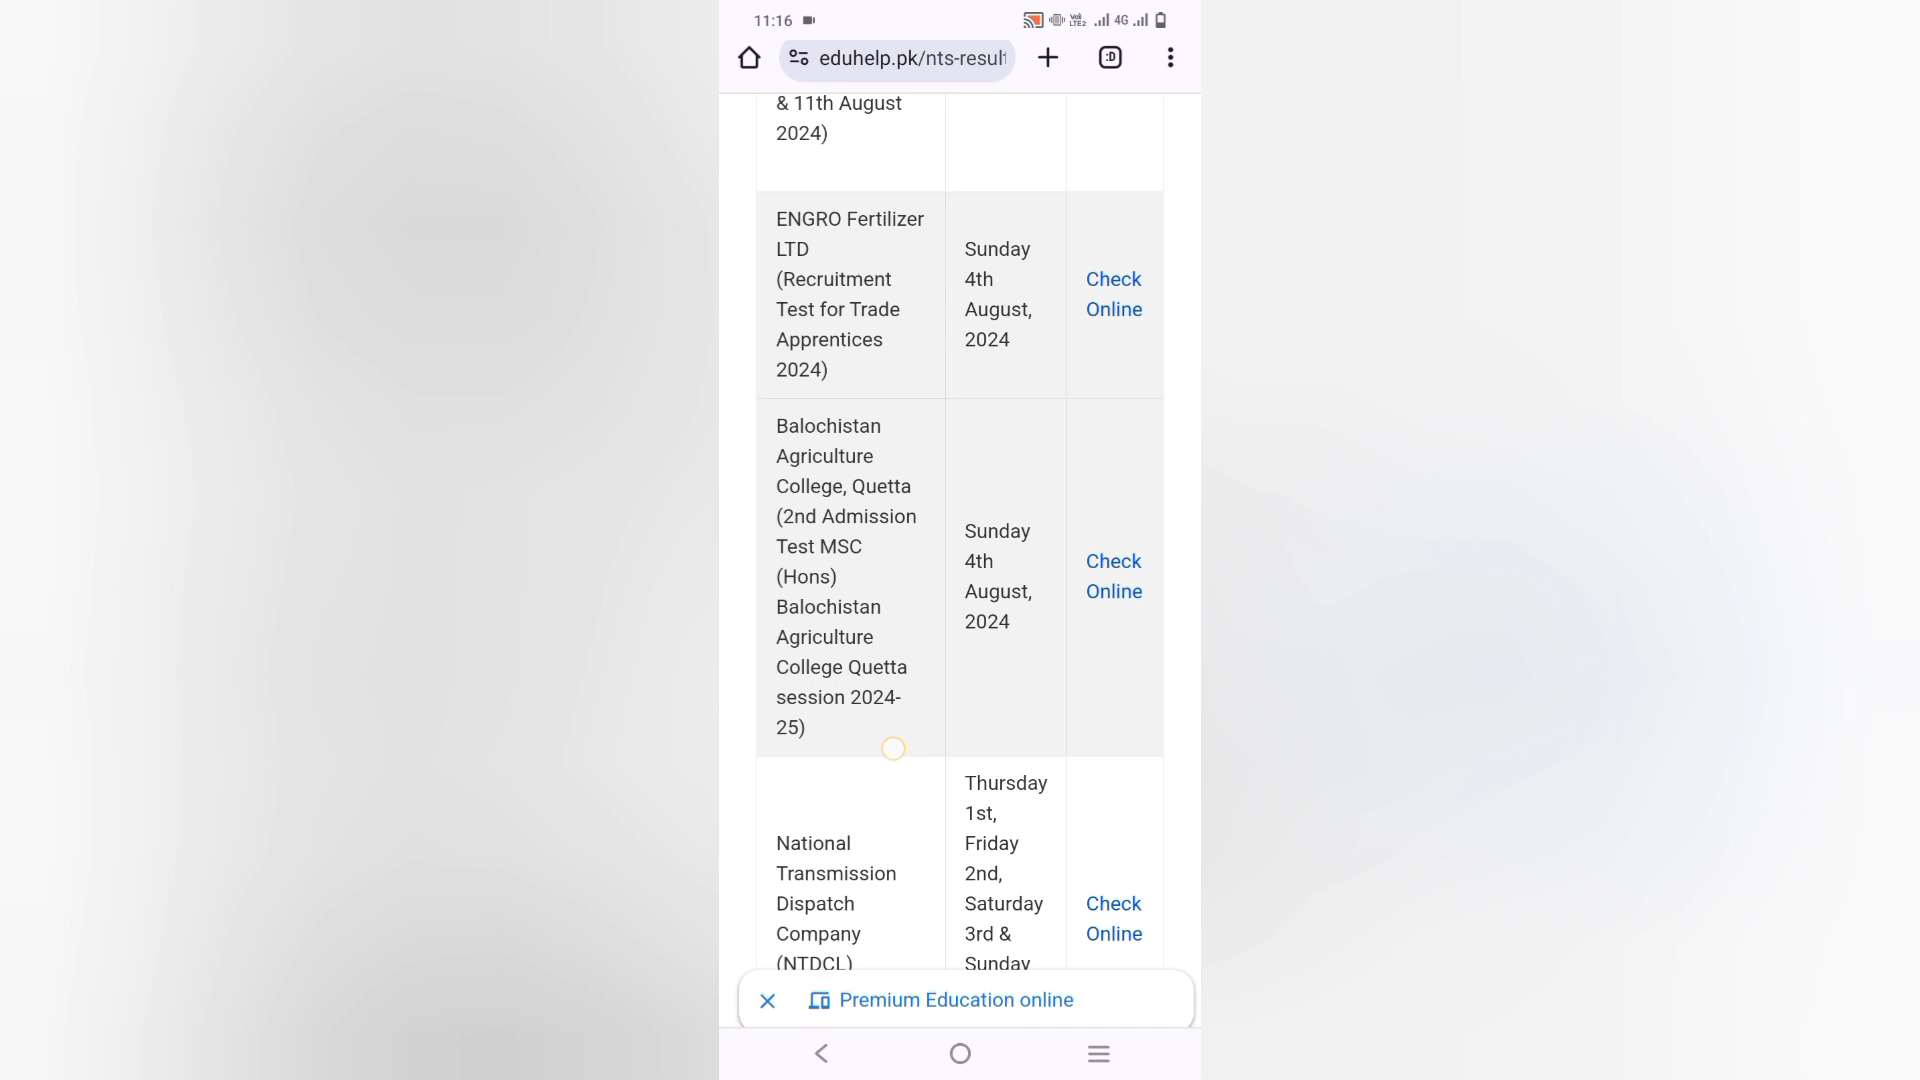 11:16
Vo)
LTE2
4G
eduhelp.pk/nts-result
:D
& 11th August
2024)
ENGRO Fertilizer
LTD
(Recruitment
Test for Trade
Apprentices
2024)
Sunday
4th
August,
2024
Check
Online
Balochistan
Agriculture
College, Quetta
(2nd Admission
Test MSC
(Hons)
Balochistan
Agriculture
College Quetta
session 2024-
25)
Sunday
4th
August,
2024
Check
Online
National
Transmission
Dispatch
Company
(NTDCL)
Thursday
1st,
Friday
2nd,
Saturday
3rd &
Sunday
Check
Online
Premium Education online